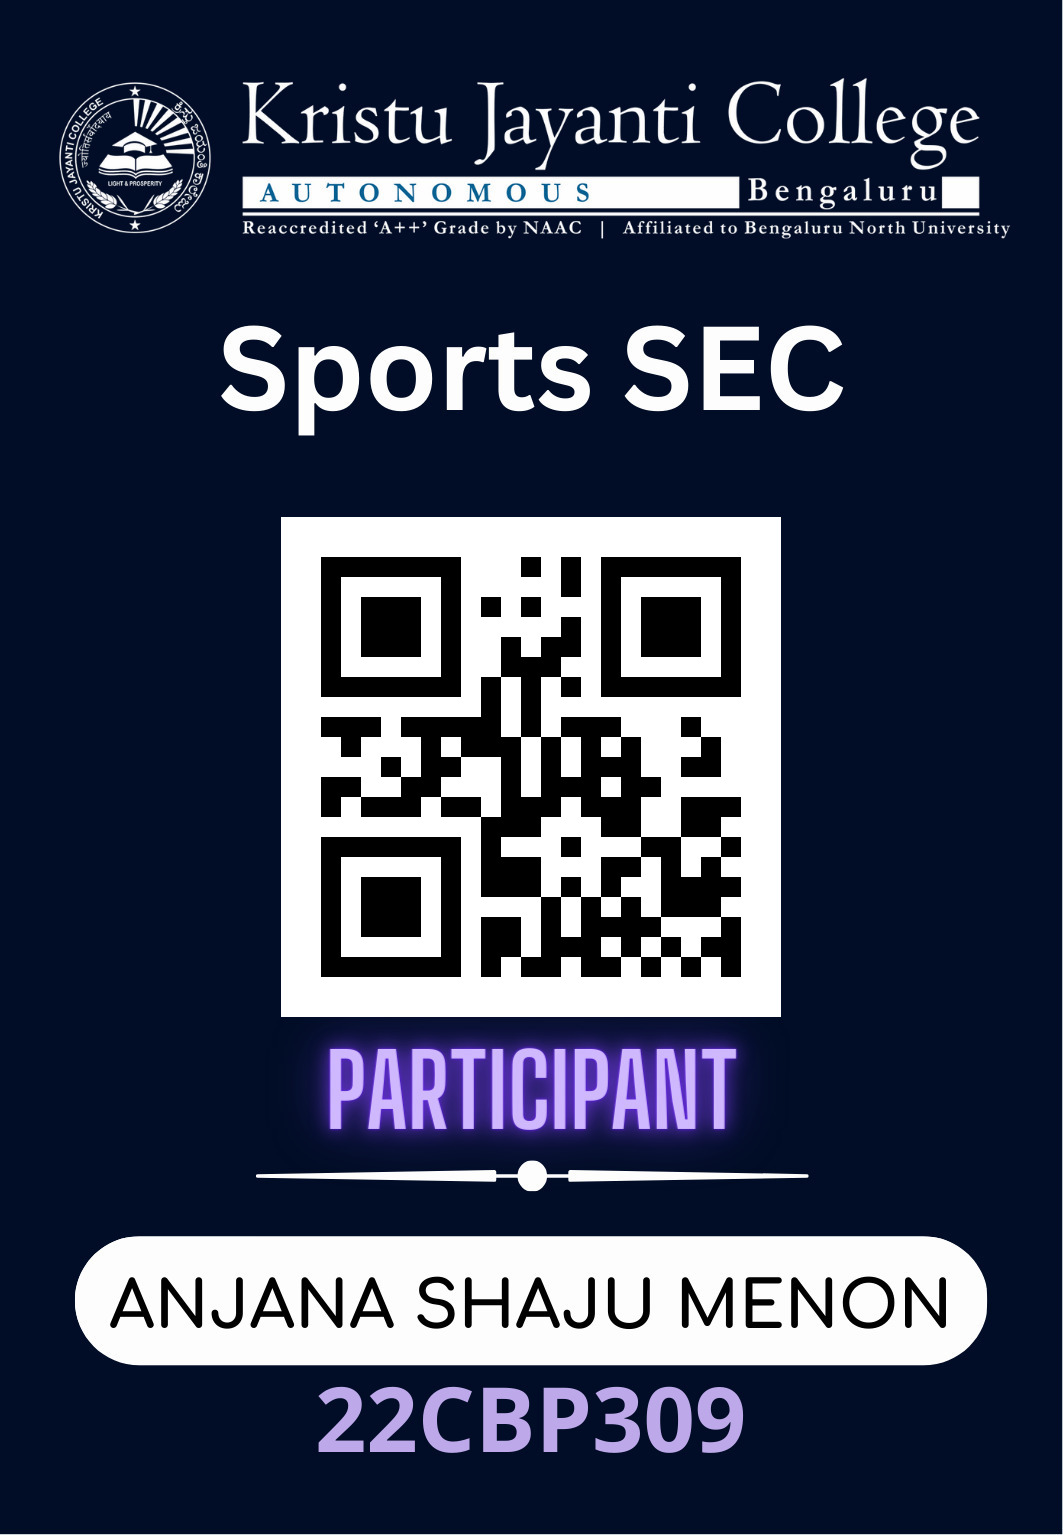 KRISTU JAYANTI COLLEGE
LIGHT & PROSPERITY
Kristu Jayanti College
AUTONOMOUS Bengaluru
Reaccredited ‘A++’ Grade by NAAC | Affiliated to Bengaluru North University
Sports SEC
PARTICIPANT
ANJANA SHAJU MENON
22CBP309